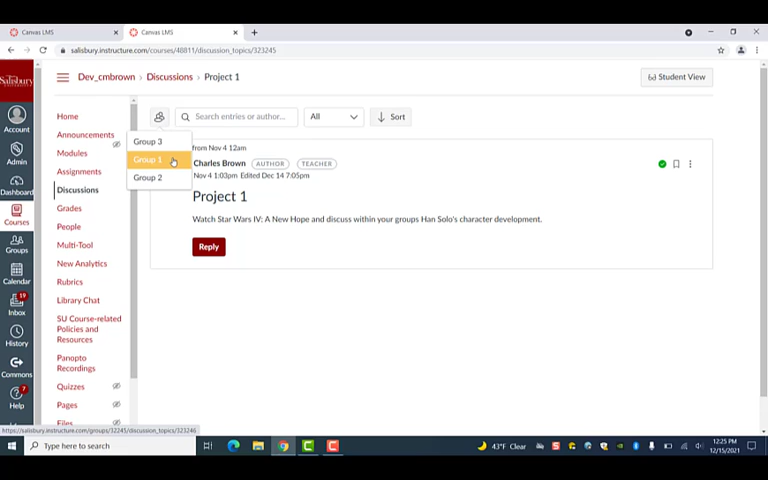 Canvas LMS
Canvas LMS
salisbury.instructure.com/courses/48811/discussion_topics/323245
Salisbury
Account
Admin
Dashboard
Courses
Groups
Calendar
19
Inbox
History
Commons
7
Help
Dev_cmbrown › Discussions › Project 1
Student View
Home
Announcements
Modules
Assignments
Discussions
Grades
People
Multi-Tool
New Analytics
Rubrics
Library Chat
SU Course-related
Policies and
Resources
Panopto
Recordings
Quizzes
Pages
Files
Search entries or author...
All
Sort
Group 3
Group 1
Group 2
from Nov 4 12am
Charles Brown AUTHOR TEACHER
Nov 4 1:03pm Edited Dec 14 7:05pm
Project 1
Watch Star Wars IV: A New Hope and discuss within your groups Han Solo's character development.
Reply
https://salisbury.instructure.com/groups/32245/discussion_topics/323246
Type here to search
43°F Clear
12:25 PM
12/15/2021